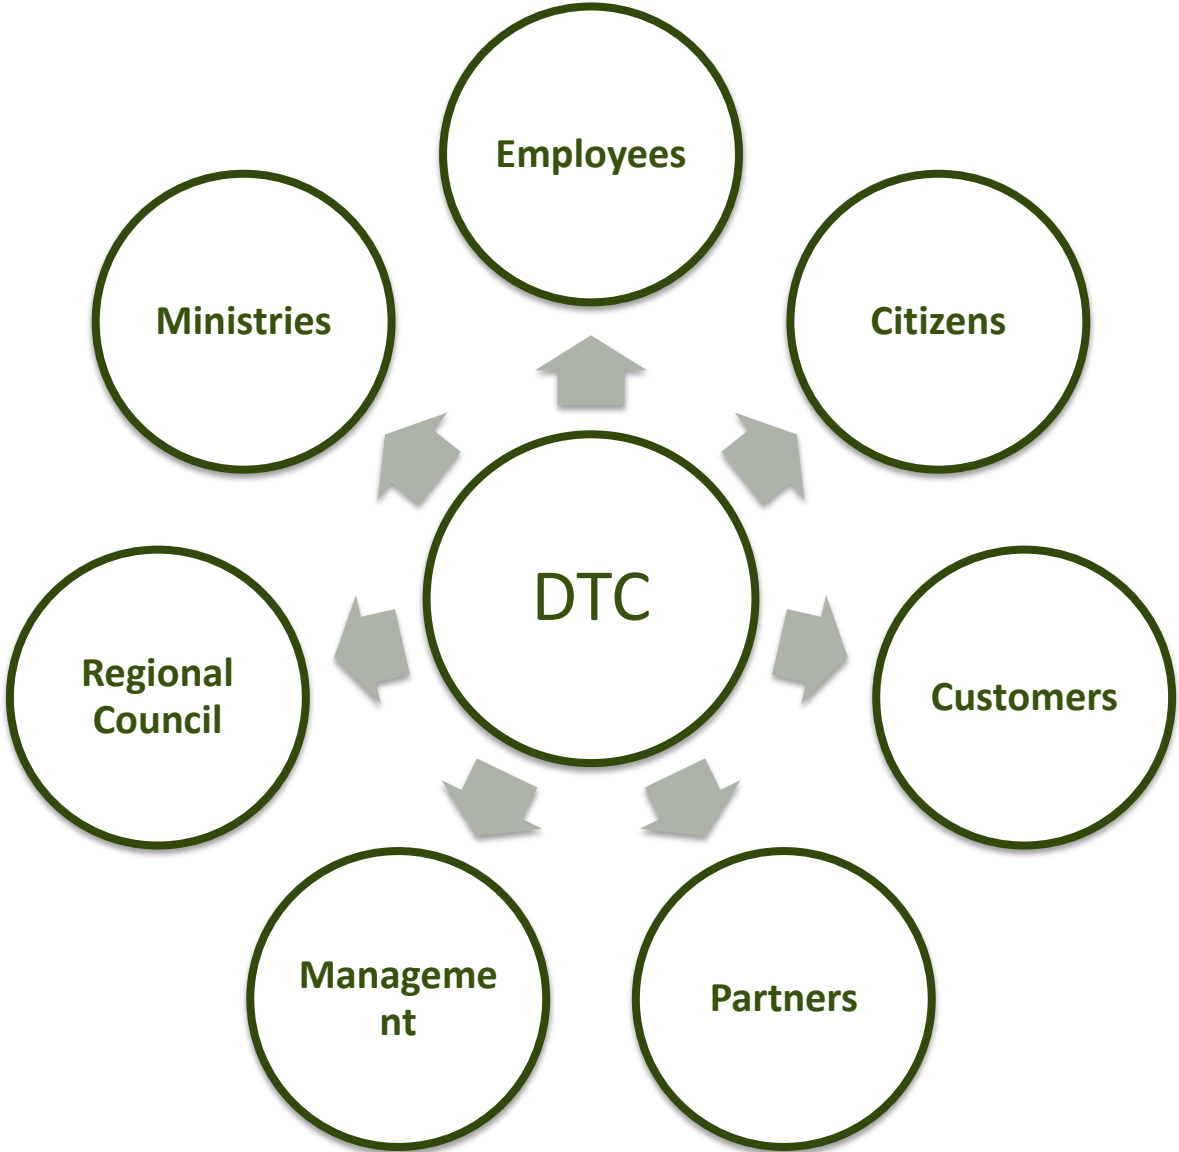 Employees
Ministries
Citizens
DTC
Regional
Council
Customers
Manageme
nt
Partners